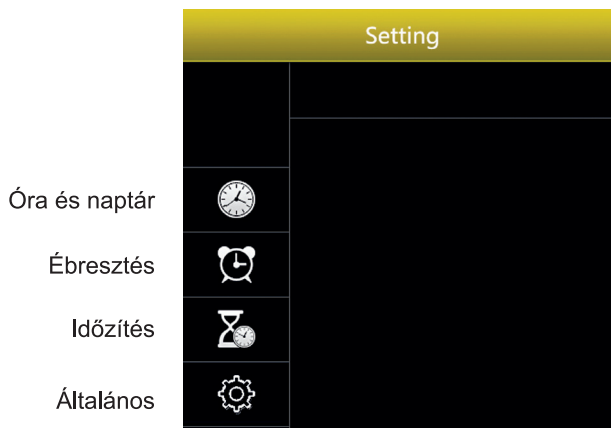 Setting
Óra és naptár
Ébresztés
Időzítés
Általános